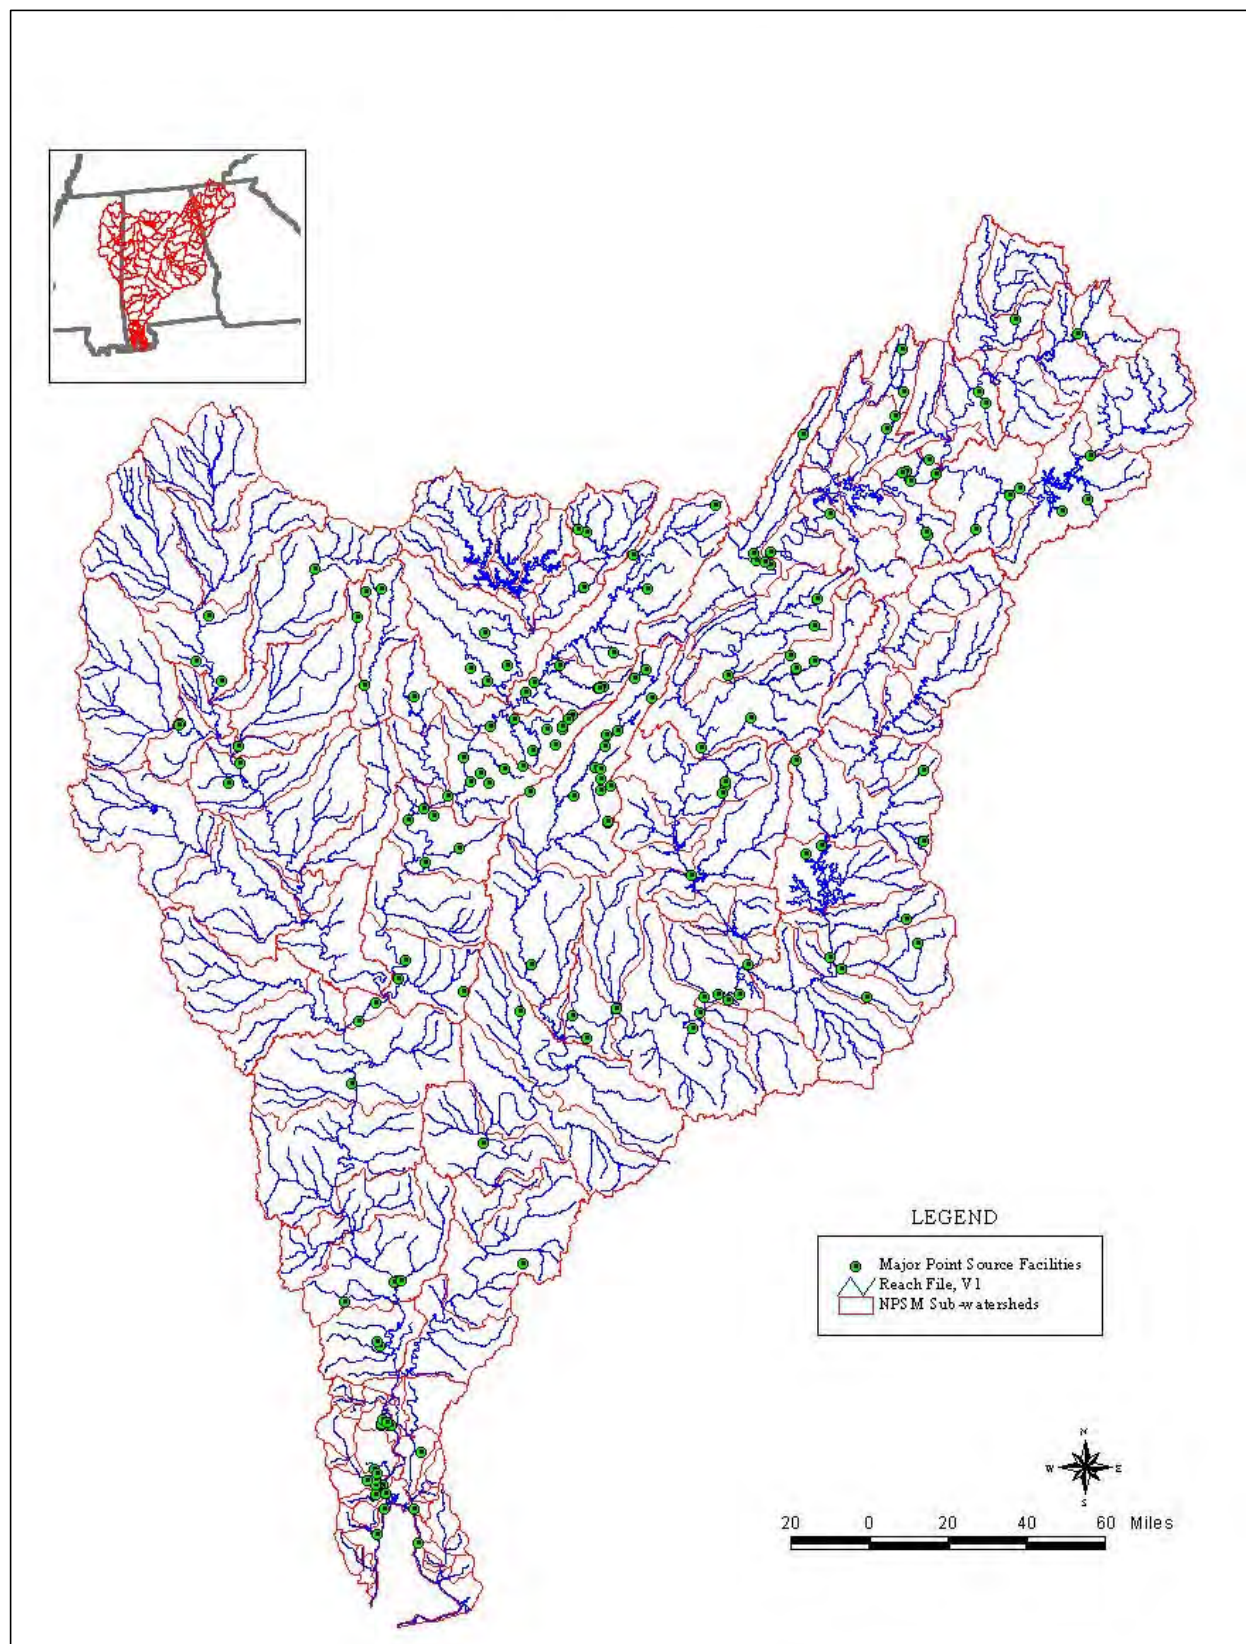 LEGEND
Major Point Source Facilities
Reach File, V1
NPSM Sub-watersheds
N
W E
S
20 0 20 40 60 Miles